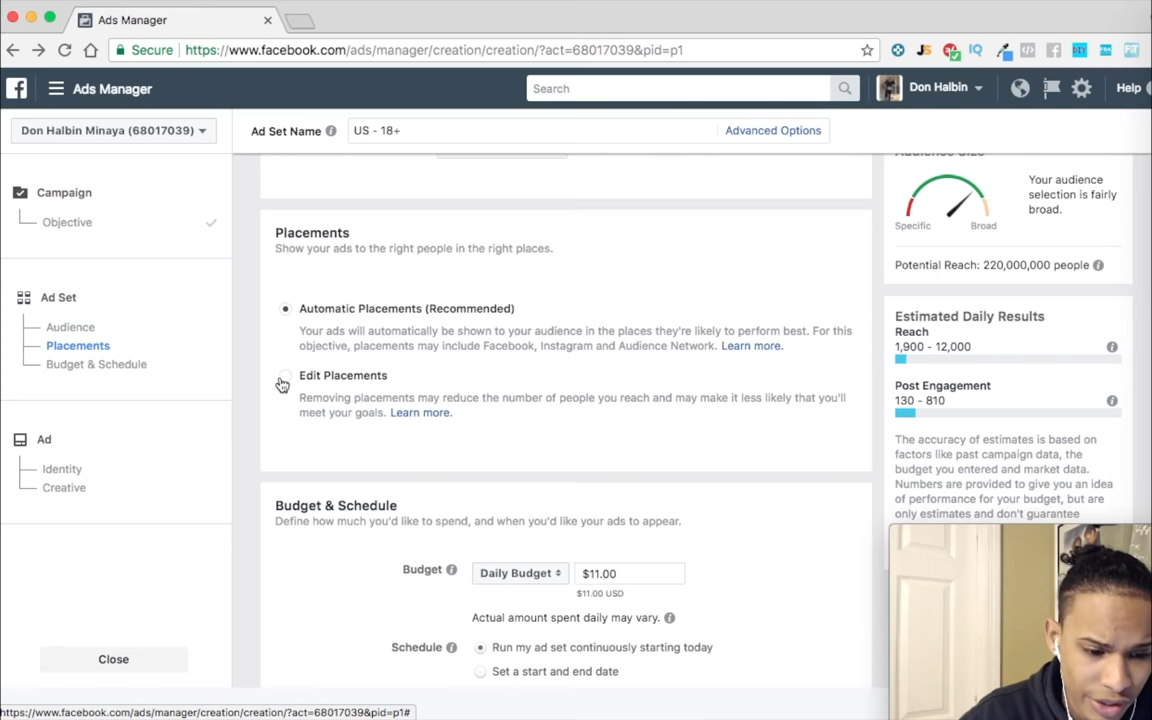 Ads Manager
Secure https://www.facebook.com/ads/manager/creation/creation/?act=68017039&pid=p1
JS
IQ
DIY
Ads Manager
Search
Don Halbin
Help
Don Halbin Minaya (68017039)
Ad Set Name
US - 18+
Advanced Options
Campaign
Objective
Ad Set
Audience
Placements
Budget & Schedule
Ad
Identity
Creative
Close
Placements
Show your ads to the right people in the right places.
Automatic Placements (Recommended)
Your ads will automatically be shown to your audience in the places they're likely to perform best. For this
objective, placements may include Facebook, Instagram and Audience Network. Learn more.
Edit Placements
Removing placements may reduce the number of people you reach and may make it less likely that you'll
meet your goals. Learn more.
Budget & Schedule
Define how much you'd like to spend, and when you'd like your ads to appear.
Budget
Daily Budget
$11.00
$11.00 USD
Actual amount spent daily may vary.
Schedule
Run my ad set continuously starting today
Set a start and end date
Audience Size
Your audience
selection is fairly
broad.
Specific
Broad
Potential Reach: 220,000,000 people
Estimated Daily Results
Reach
1,900 - 12,000
Post Engagement
130 - 810
The accuracy of estimates is based on
factors like past campaign data, the
budget you entered and market data.
Numbers are provided to give you an idea
of performance for your budget, but are
only estimates and don't guarantee
https://www.facebook.com/ads/manager/creation/creation/?act=68017039&pid=p1#